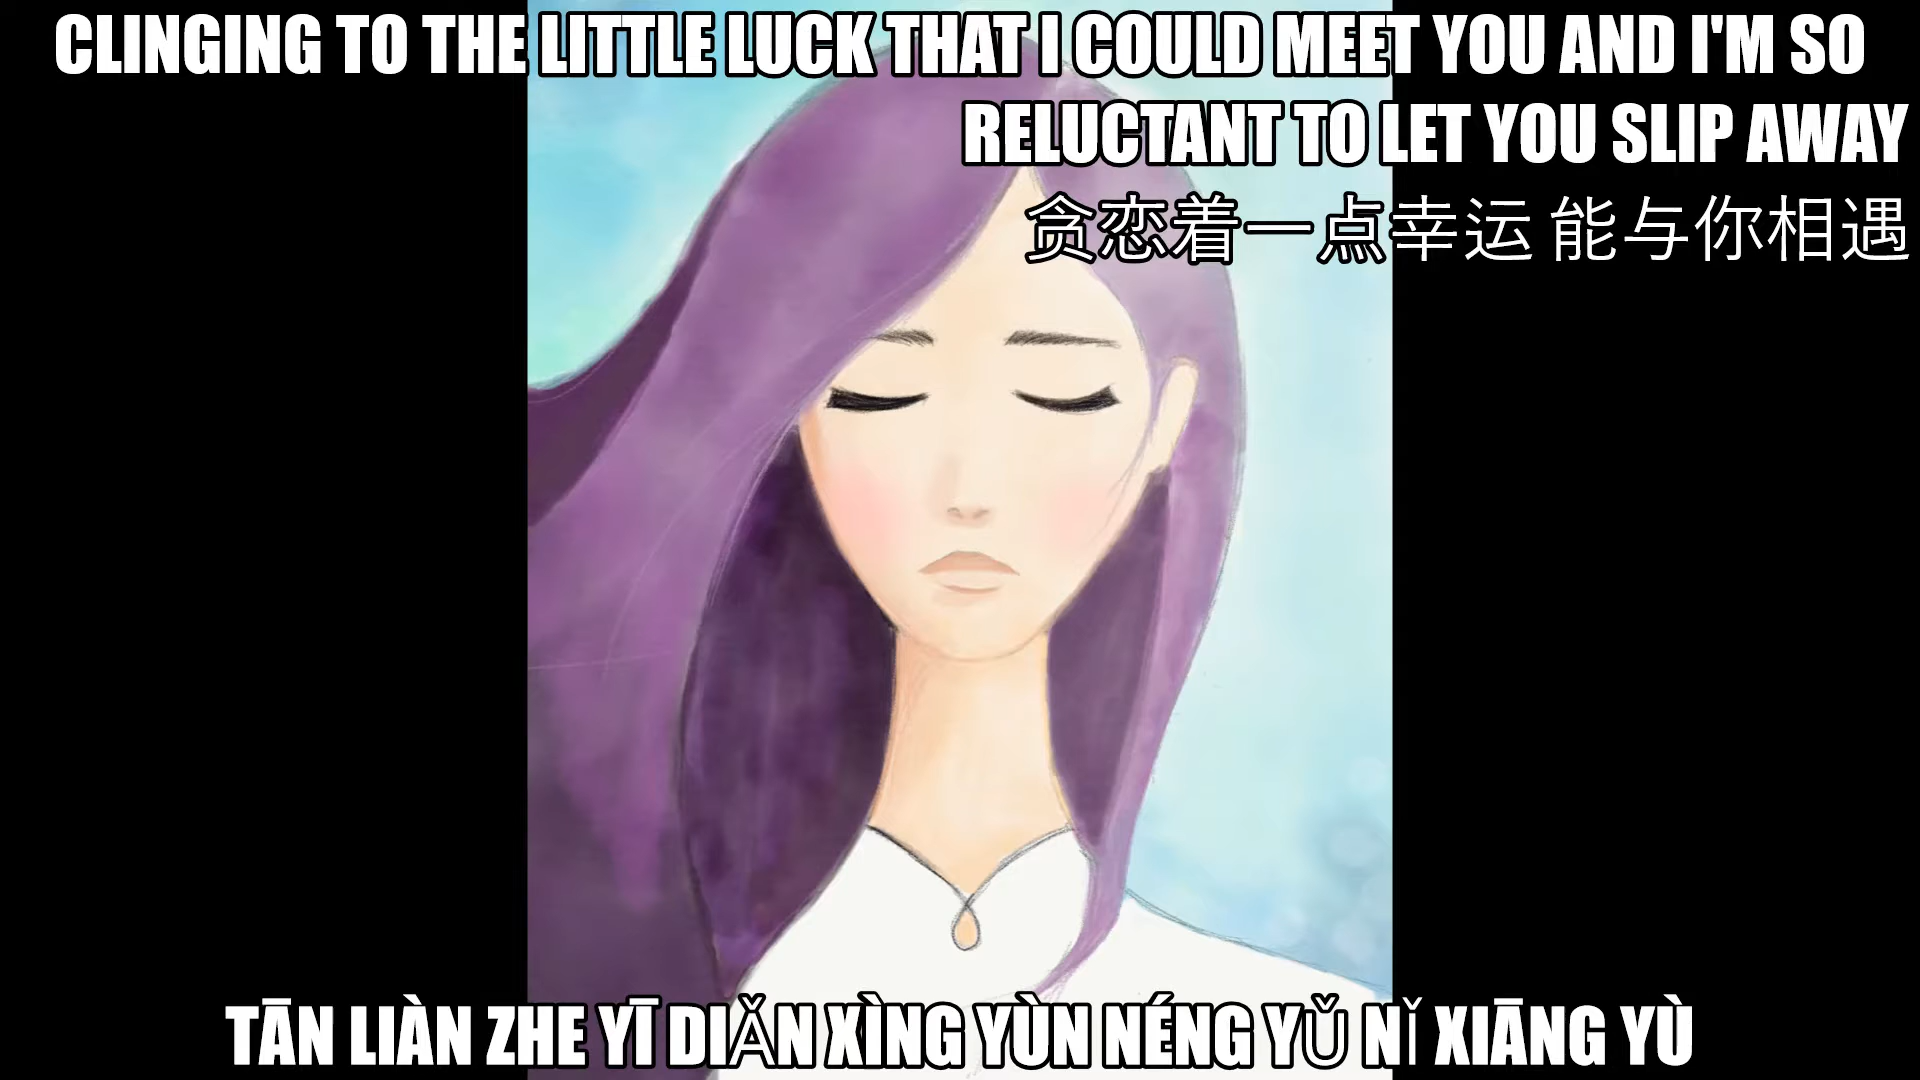 CLINGING TO THE LITTLE LUCK THAT I COULD MEET YOU AND I'M SO
RELUCTANT TO LET YOU SLIP AWAY
贪恋着一点幸运 能与你相遇
TĀN LIÀN ZHE YĪ DIǍN XÌNG YÙN NÉNG YǓ NǏ XIĀNG YÙ